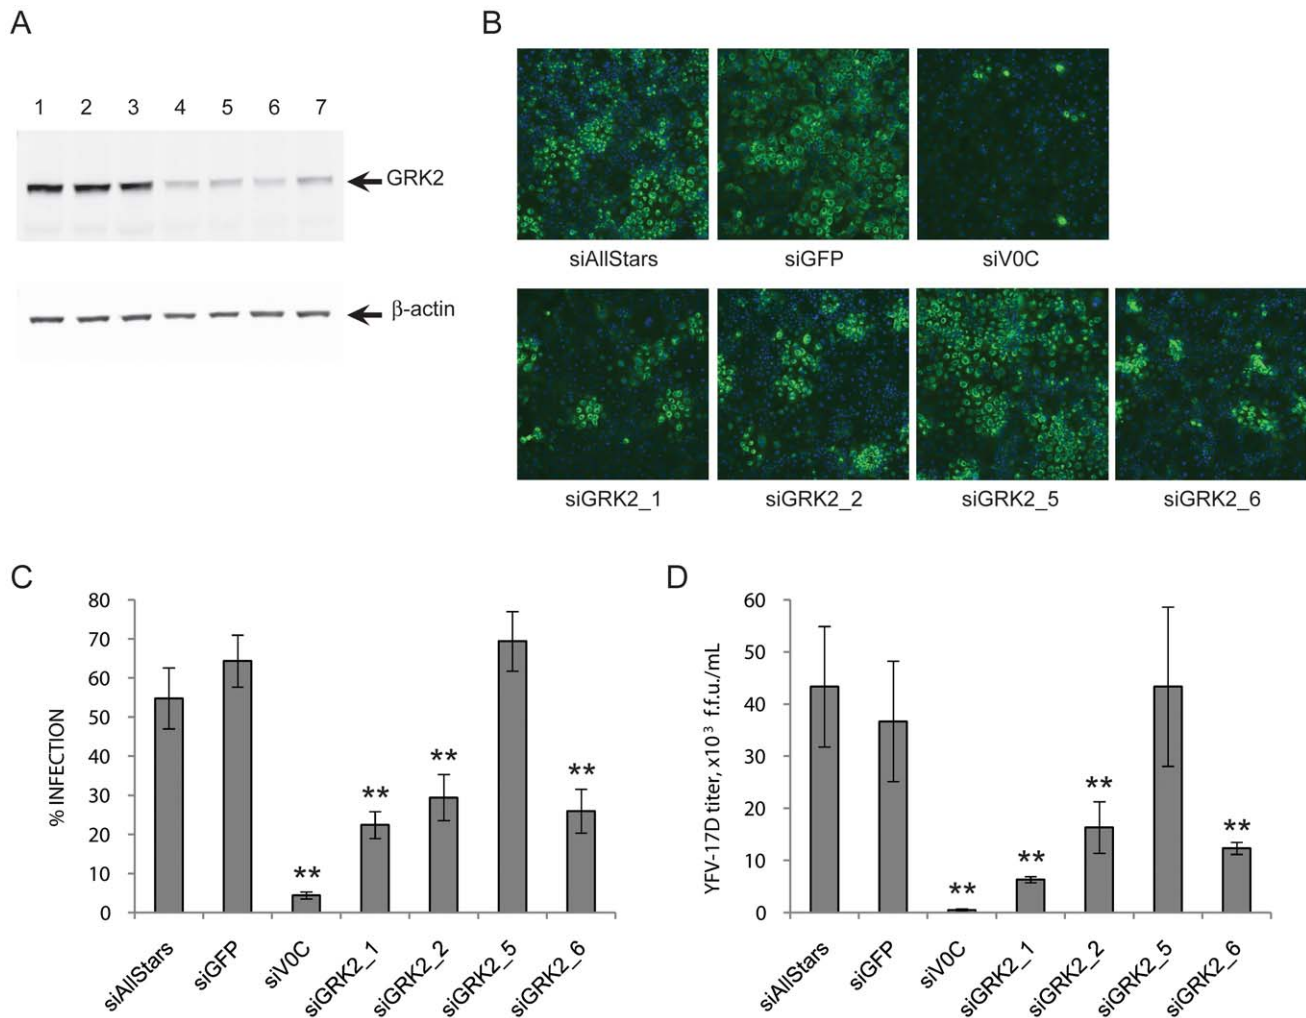 A
1 2 3 4 5 6 7
GRK2
β-actin
B
siAllStars siGFP siV0C
siGRK2_1 siGRK2_2 siGRK2_5 siGRK2_6
C
% INFECTION
80
70
60
50
40
30
20
10
0
** ** ** **
siAllStars siGFP siV0C siGRK2_1 siGRK2_2 siGRK2_5 siGRK2_6
D
YFV-17D titer, x10³ f.f.u./mL
60
50
40
30
20
10
0
** ** ** **
siAllStars siGFP siV0C siGRK2_1 siGRK2_2 siGRK2_5 siGRK2_6